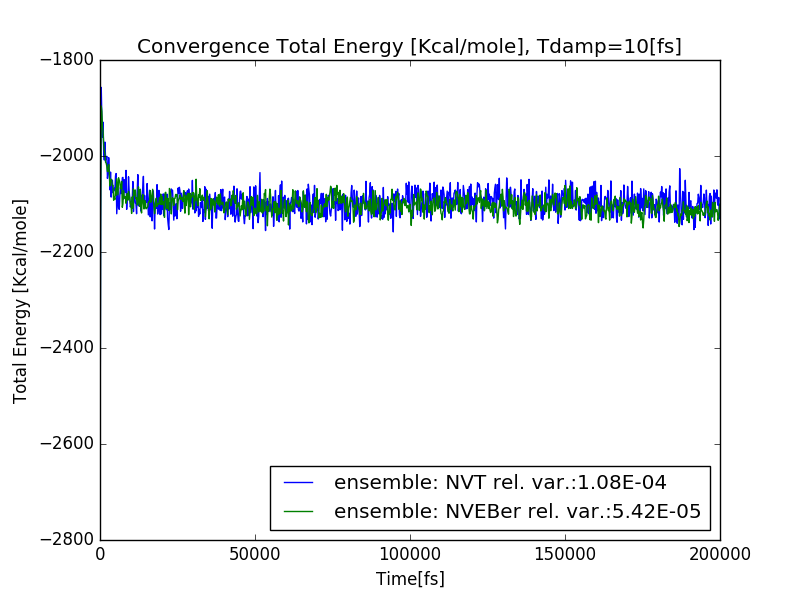 Convergence Total Energy [Kcal/mole], Tdamp=10[fs]
−1800
−2000
−2200
−2400
−2600
−2800
Total Energy [Kcal/mole]
ensemble: NVT rel. var.:1.08E-04
ensemble: NVEBer rel. var.:5.42E-05
0 50000 100000 150000 200000
Time[fs]